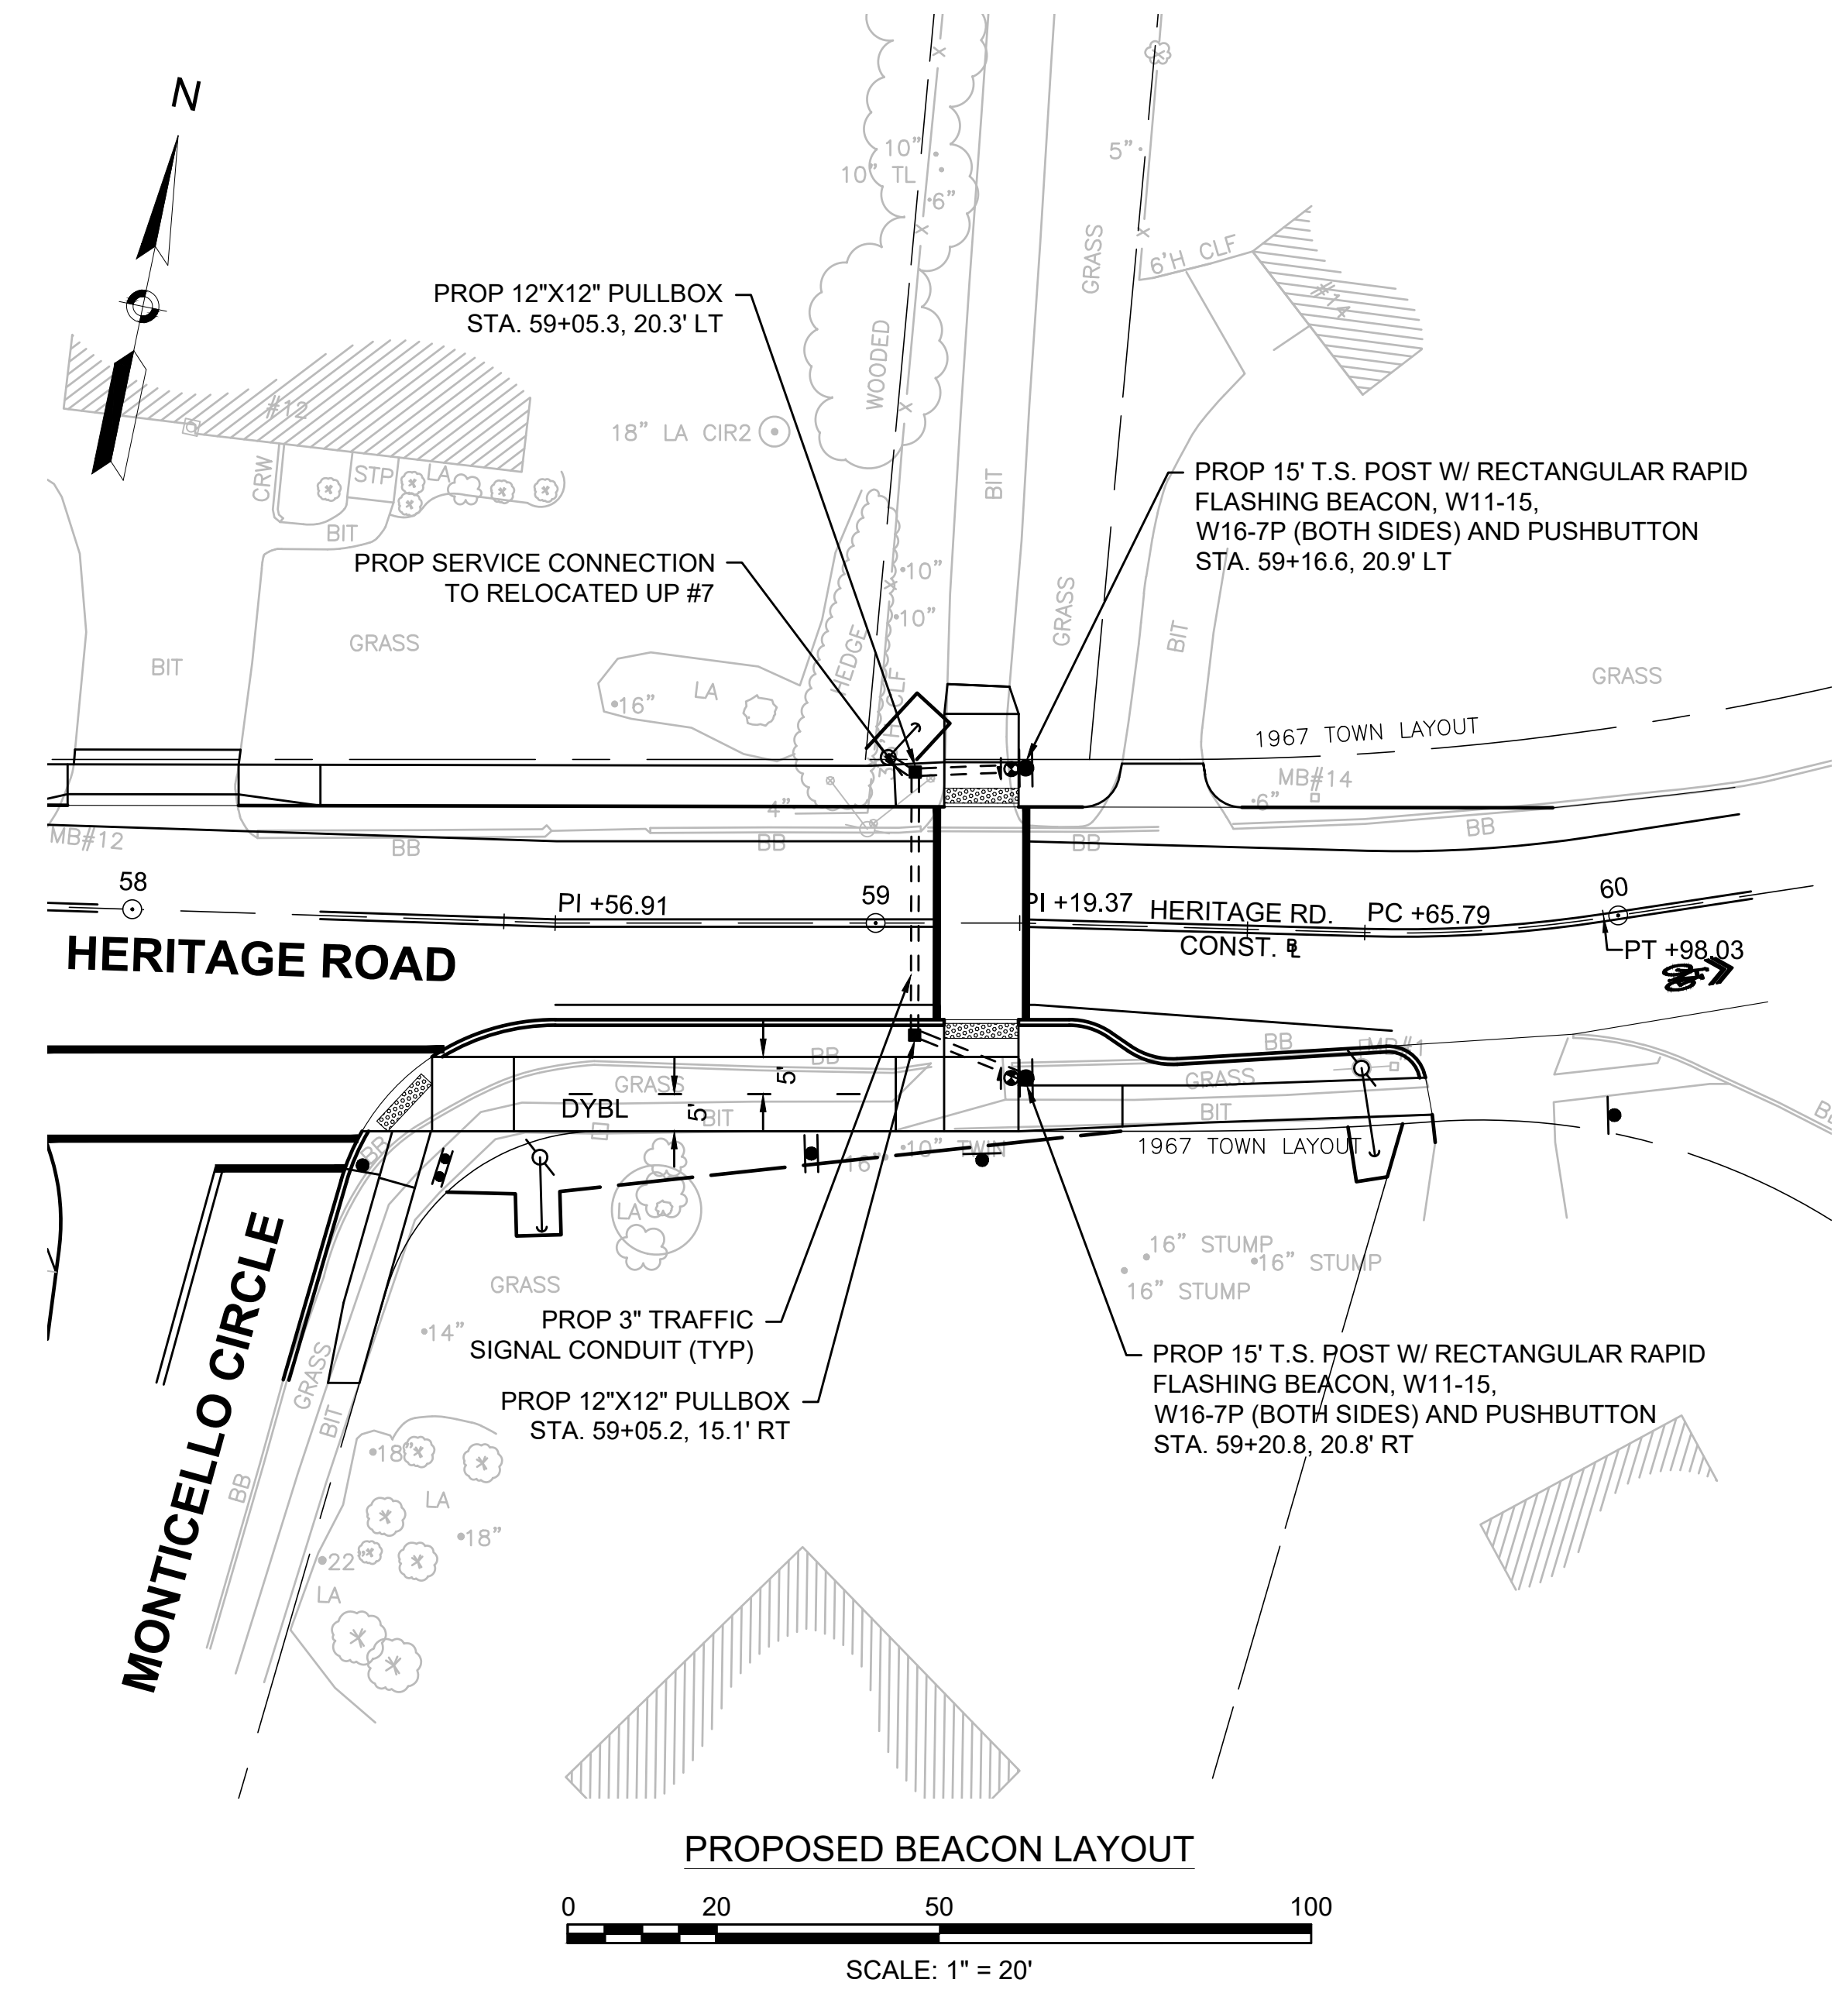 N
10”
10” TL
6”
5”
GRASS
6'H CLF
#14
PROP 12"X12" PULLBOX
STA. 59+05.3, 20.3' LT
WOODED
#12
18” LA CIR2
CRW
STP
LA
BIT
BIT
PROP 15' T.S. POST W/ RECTANGULAR RAPID
FLASHING BEACON, W11-15,
W16-7P (BOTH SIDES) AND PUSHBUTTON
STA. 59+16.6, 20.9' LT
PROP SERVICE CONNECTION
TO RELOCATED UP #7
10”
10”
GRASS
HEDGE
GRASS
BIT
BIT
GRASS
16”
LA
1967 TOWN LAYOUT
MB#14
6”
4”
MB#12
BB
BB
BB
BB
58
PI +56.91
59
PI +19.37
HERITAGE RD.
CONST. BL
PC +65.79
60
PT +98.03
HERITAGE ROAD
BB
5'
5'
GRASS
DYBL
BIT
BB
MB#1
GRASS
BIT
BB
16”
10” TWIN
1967 TOWN LAYOUT
LA
GRASS
16” STUMP
16” STUMP
16” STUMP
MONTICELLO CIRCLE
GRASS
BIT
BB
14”
PROP 3" TRAFFIC
SIGNAL CONDUIT (TYP)
PROP 12"X12" PULLBOX
STA. 59+05.2, 15.1' RT
PROP 15' T.S. POST W/ RECTANGULAR RAPID
FLASHING BEACON, W11-15,
W16-7P (BOTH SIDES) AND PUSHBUTTON
STA. 59+20.8, 20.8' RT
18”
LA
18”
22”
LA
PROPOSED BEACON LAYOUT
0 20 50 100
SCALE: 1" = 20'